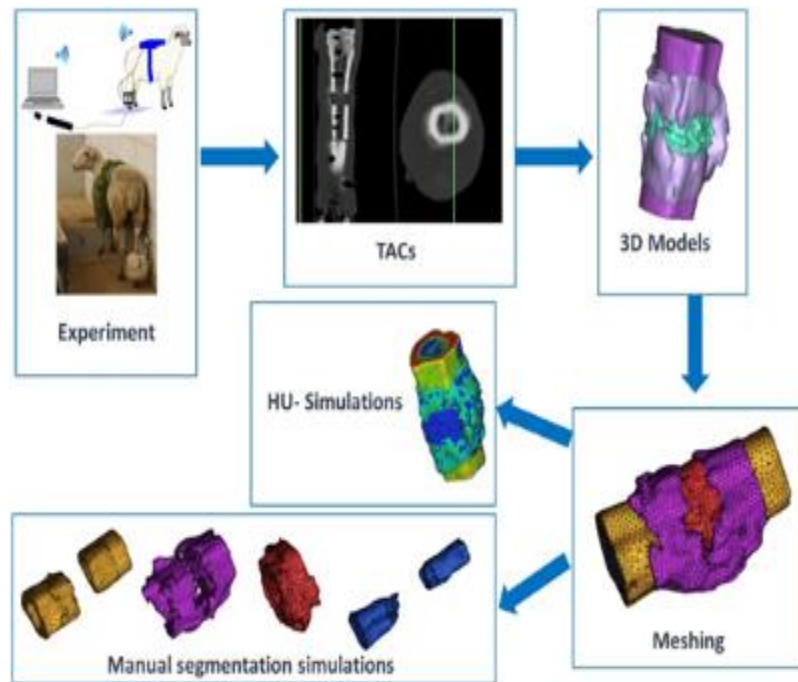 Experiment
TACs
3D Models
HU- Simulations
Meshing
Manual segmentation simulations